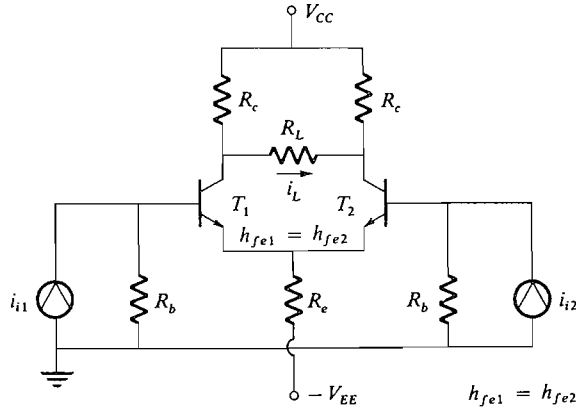 V_CC
R_c
R_c
R_L
i_L
T_1
T_2
h_fe1 = h_fe2
i_i1
R_b
R_e
R_b
i_i2
−V_EE
h_fe1 = h_fe2